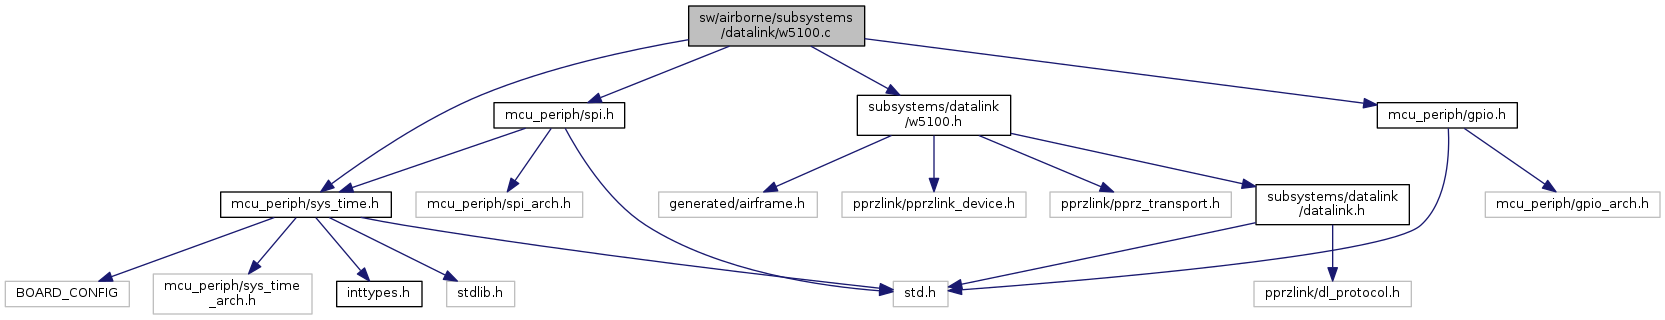 sw/airborne/subsystems
/datalink/w5100.c
mcu_periph/spi.h
subsystems/datalink
/w5100.h
mcu_periph/gpio.h
mcu_periph/sys_time.h
mcu_periph/spi_arch.h
generated/airframe.h
pprzlink/pprzlink_device.h
pprzlink/pprz_transport.h
subsystems/datalink
/datalink.h
mcu_periph/gpio_arch.h
BOARD_CONFIG
mcu_periph/sys_time
_arch.h
inttypes.h
stdlib.h
std.h
pprzlink/dl_protocol.h